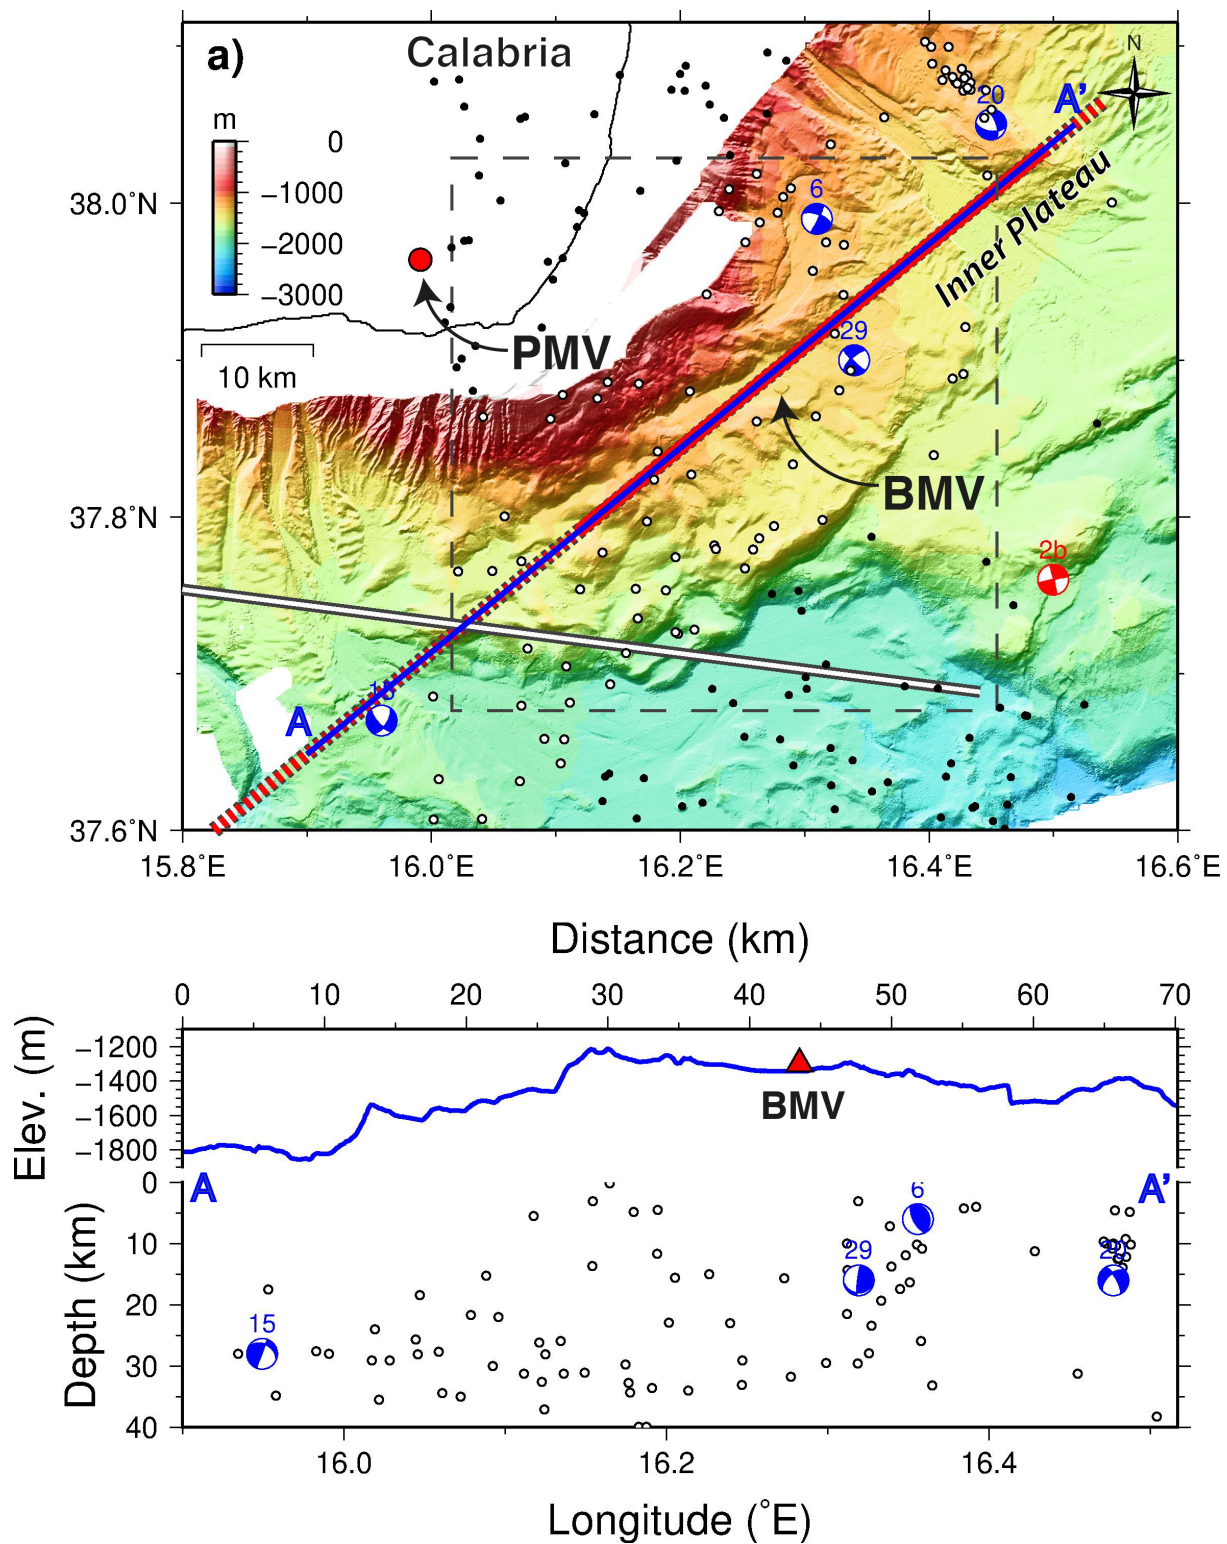 a)
Calabria
N
m
0
−1000
−2000
−3000
20
A’
6
Inner Plateau
38.0°N
PMV
29
10 km
BMV
37.8°N
2b
15
A
37.6°N
15.8°E
16.0°E
16.2°E
16.4°E
16.6°E
Distance (km)
0
10
20
30
40
50
60
70
Elev. (m)
−1200
−1400
−1600
−1800
BMV
A
A’
Depth (km)
0
10
20
30
40
6
29
20
15
16.0
16.2
16.4
Longitude (°E)